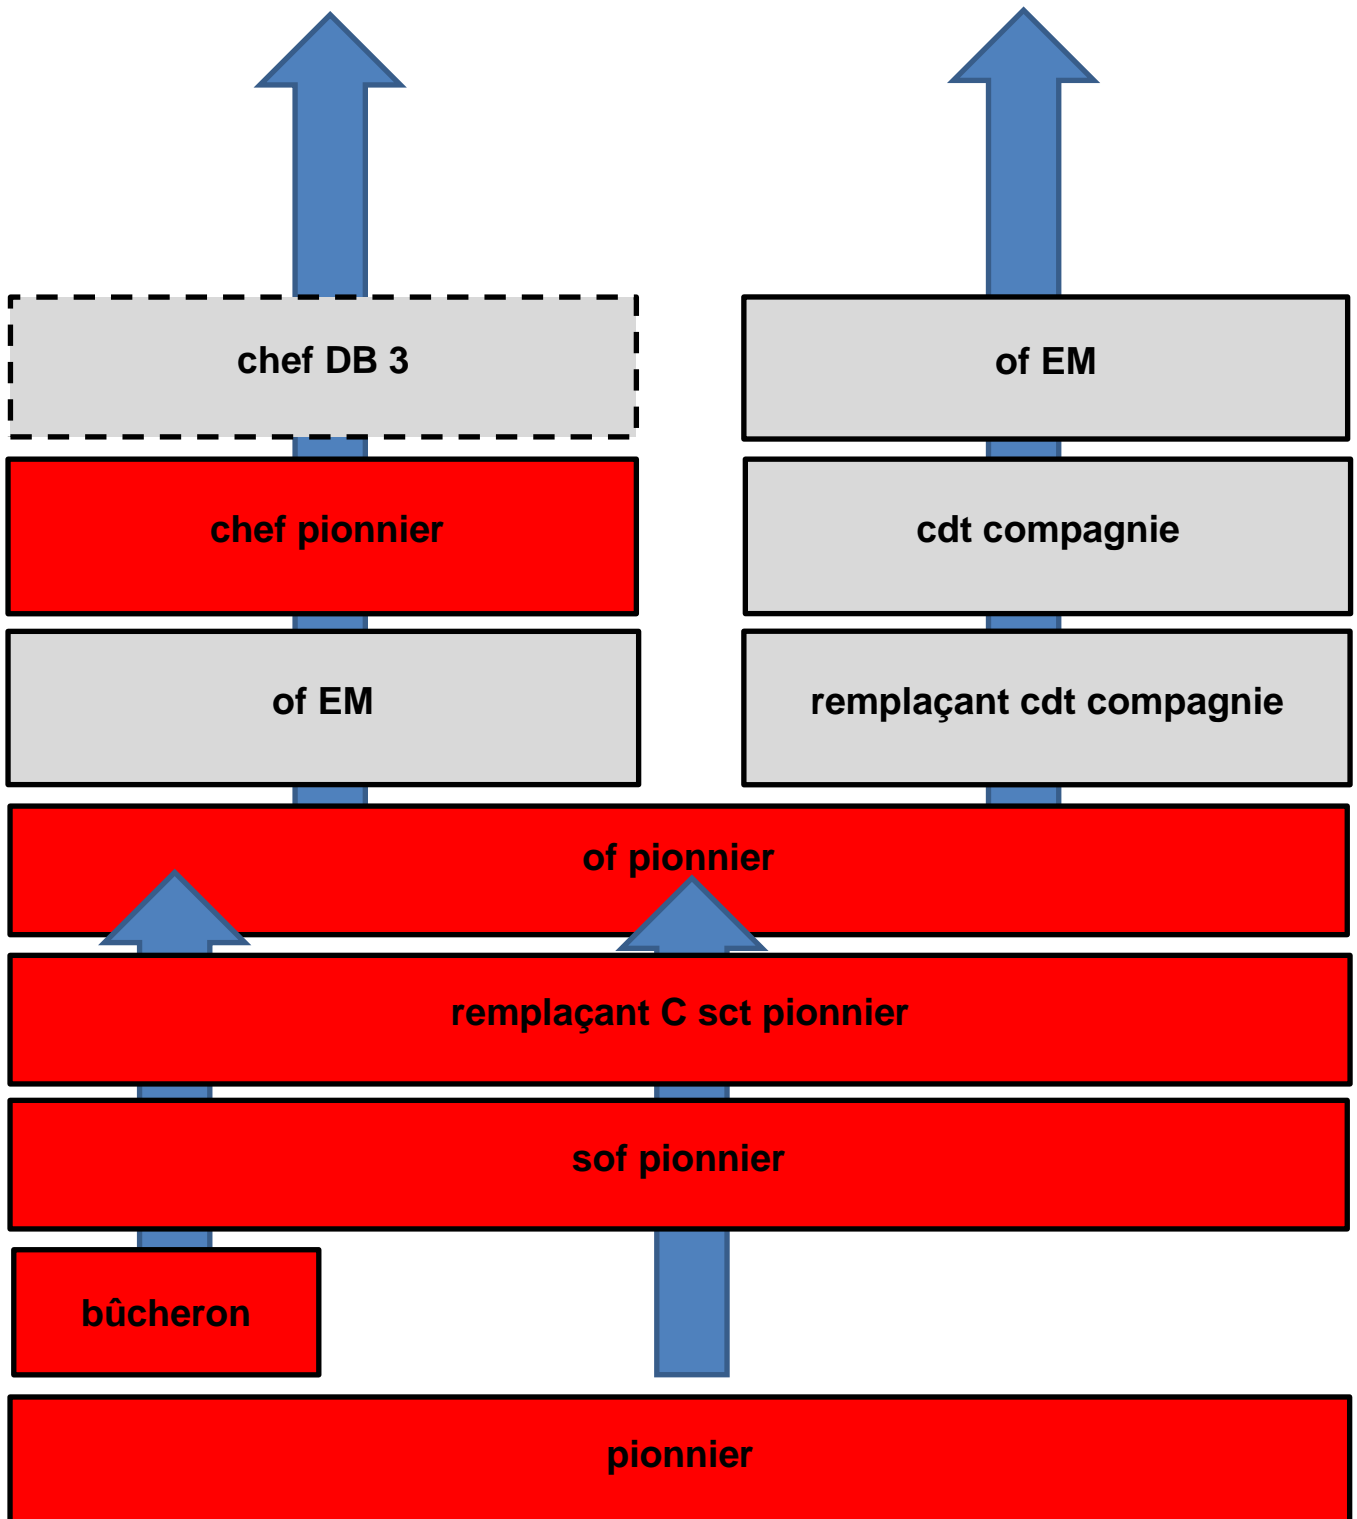 chef DB 3
of EM
chef pionnier
cdt compagnie
of EM
remplaçant cdt compagnie
of pionnier
remplaçant C sct pionnier
sof pionnier
bûcheron
pionnier